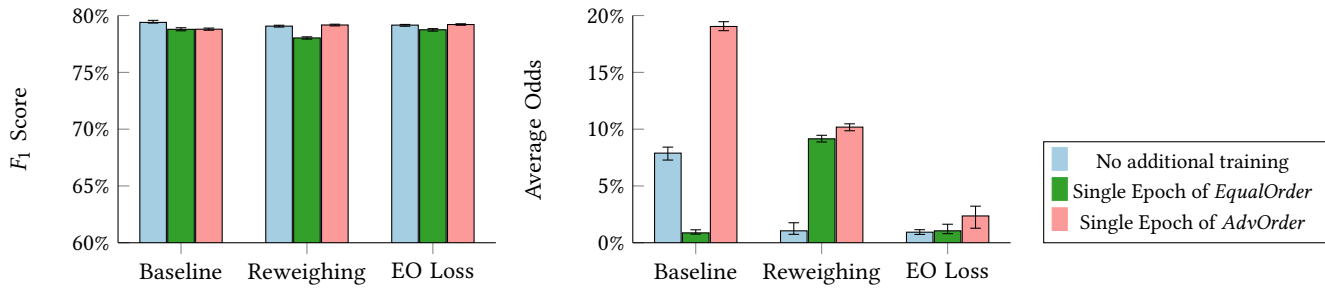 80%
75%
70%
65%
60%
F1 Score
Baseline
Reweighing
EO Loss
20%
15%
10%
5%
0%
Average Odds
Baseline
Reweighing
EO Loss
No additional training
Single Epoch of EqualOrder
Single Epoch of AdvOrder